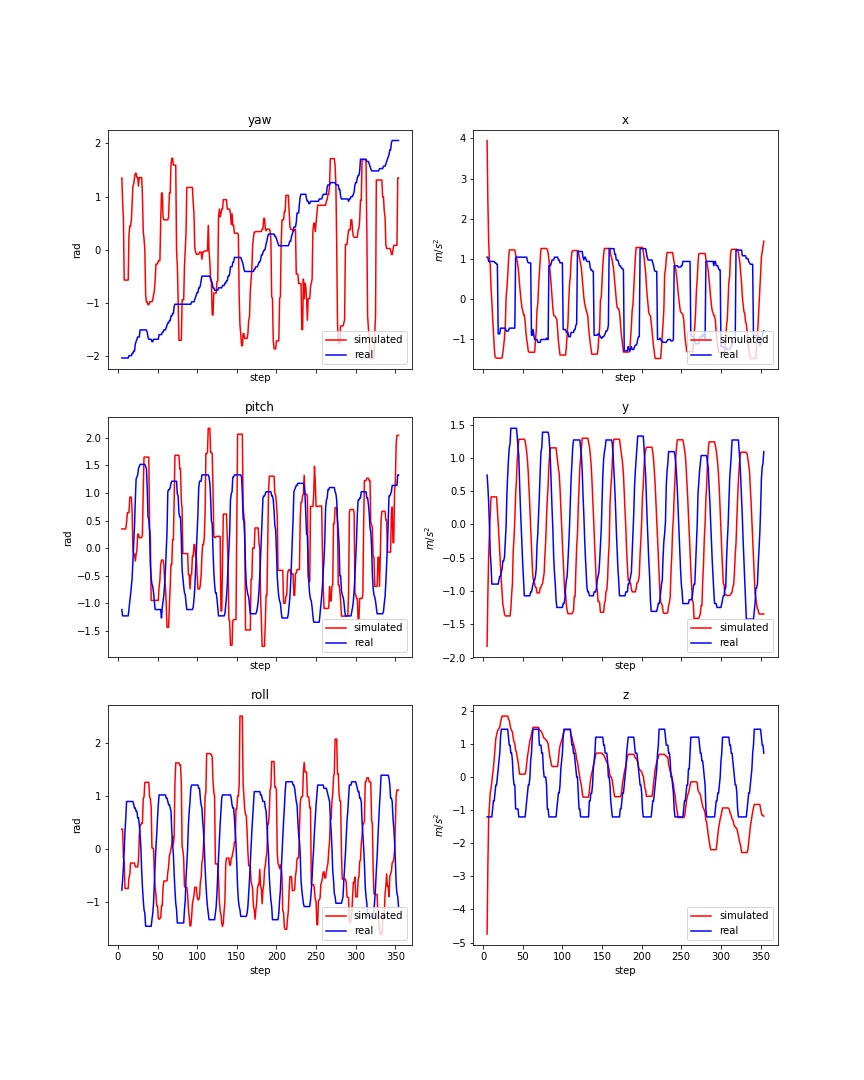 yaw
2
1
0
−1
−2
rad
simulated
real
step
x
4
3
2
1
0
−1
m/s²
simulated
real
step
pitch
2.0
1.5
1.0
0.5
0.0
−0.5
−1.0
−1.5
rad
simulated
real
step
y
1.5
1.0
0.5
0.0
−0.5
−1.0
−1.5
−2.0
m/s²
simulated
real
step
roll
2
1
0
−1
rad
simulated
real
0 50 100 150 200 250 300 350
step
z
2
1
0
−1
−2
−3
−4
−5
m/s²
simulated
real
0 50 100 150 200 250 300 350
step